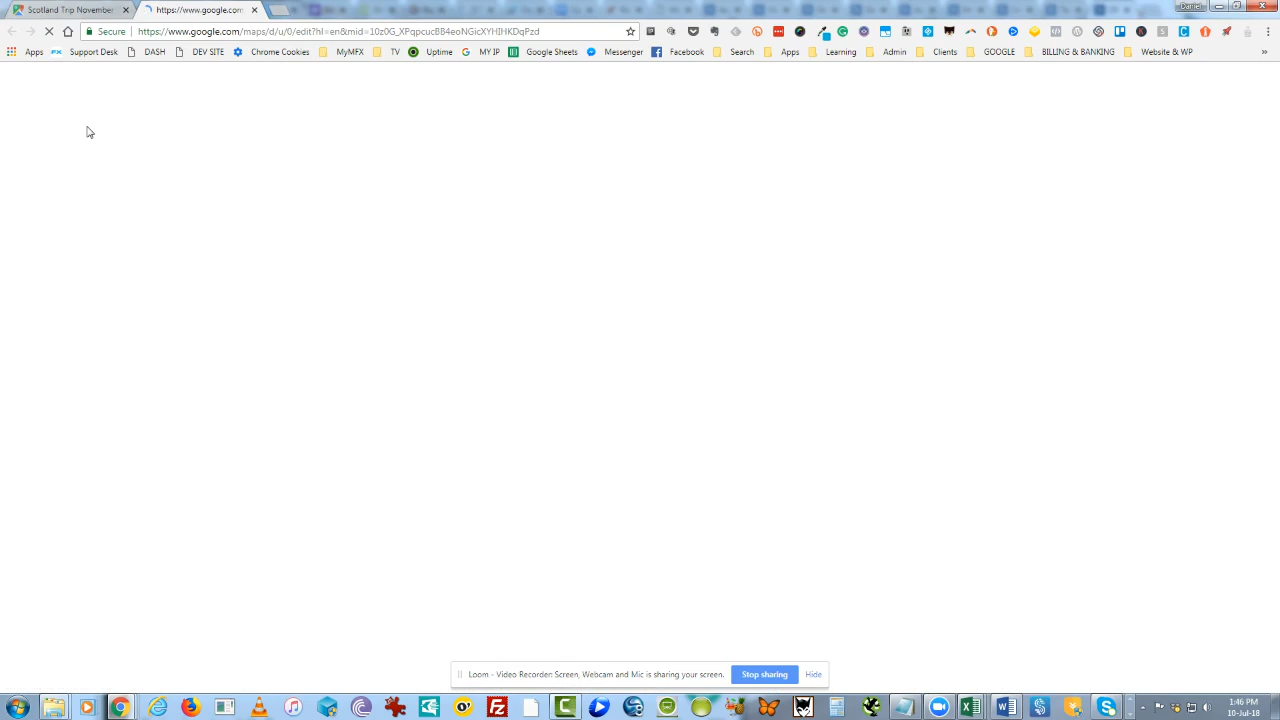 Scotland Trip November
https://www.google.com
Daniel
Secure https://www.google.com/maps/d/u/0/edit?hl=en&mid=10z0G_XPqpcucBB4eoNGicXYHIHKDqPzd
Apps Support Desk DASH DEV SITE Chrome Cookies MyMFX TV Uptime MY IP Google Sheets Messenger Facebook Search Apps Learning Admin Clients GOOGLE BILLING & BANKING Website & WP
Loom - Video Recorder: Screen, Webcam and Mic is sharing your screen. Stop sharing Hide
1:46 PM
10-Jul-18